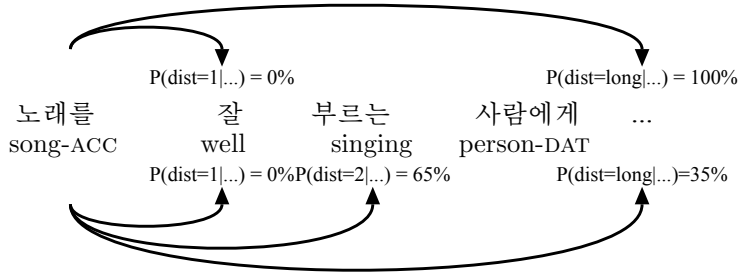 P(dist=1|...) = 0% P(dist=long|...) = 100%
노래를 잘 부르는 사람에게 ...
song-ACC well singing person-DAT
P(dist=1|...) = 0%P(dist=2|...) = 65% P(dist=long|...)=35%